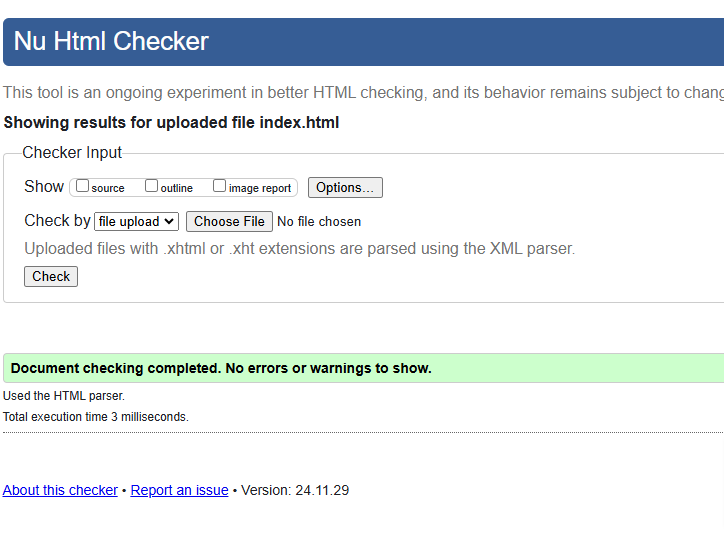 Nu Html Checker
This tool is an ongoing experiment in better HTML checking, and its behavior remains subject to
Showing results for uploaded file index.html
Checker Input
Show source outline image report Options...
Check by file upload Choose File No file chosen
Uploaded files with .xhtml or .xht extensions are parsed using the XML parser.
Check
Document checking completed. No errors or warnings to show.
Used the HTML parser.
Total execution time 3 milliseconds.
About this checker • Report an issue • Version: 24.11.29